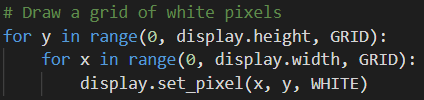 # Draw a grid of white pixels
for y in range(0, display.height, GRID):
    for x in range(0, display.width, GRID):
        display.set_pixel(x, y, WHITE)